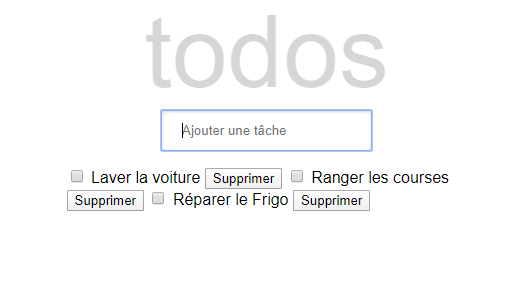 todos
Ajouter une tâche
Laver la voiture Supprimer Ranger les courses
Supprimer Réparer le Frigo Supprimer